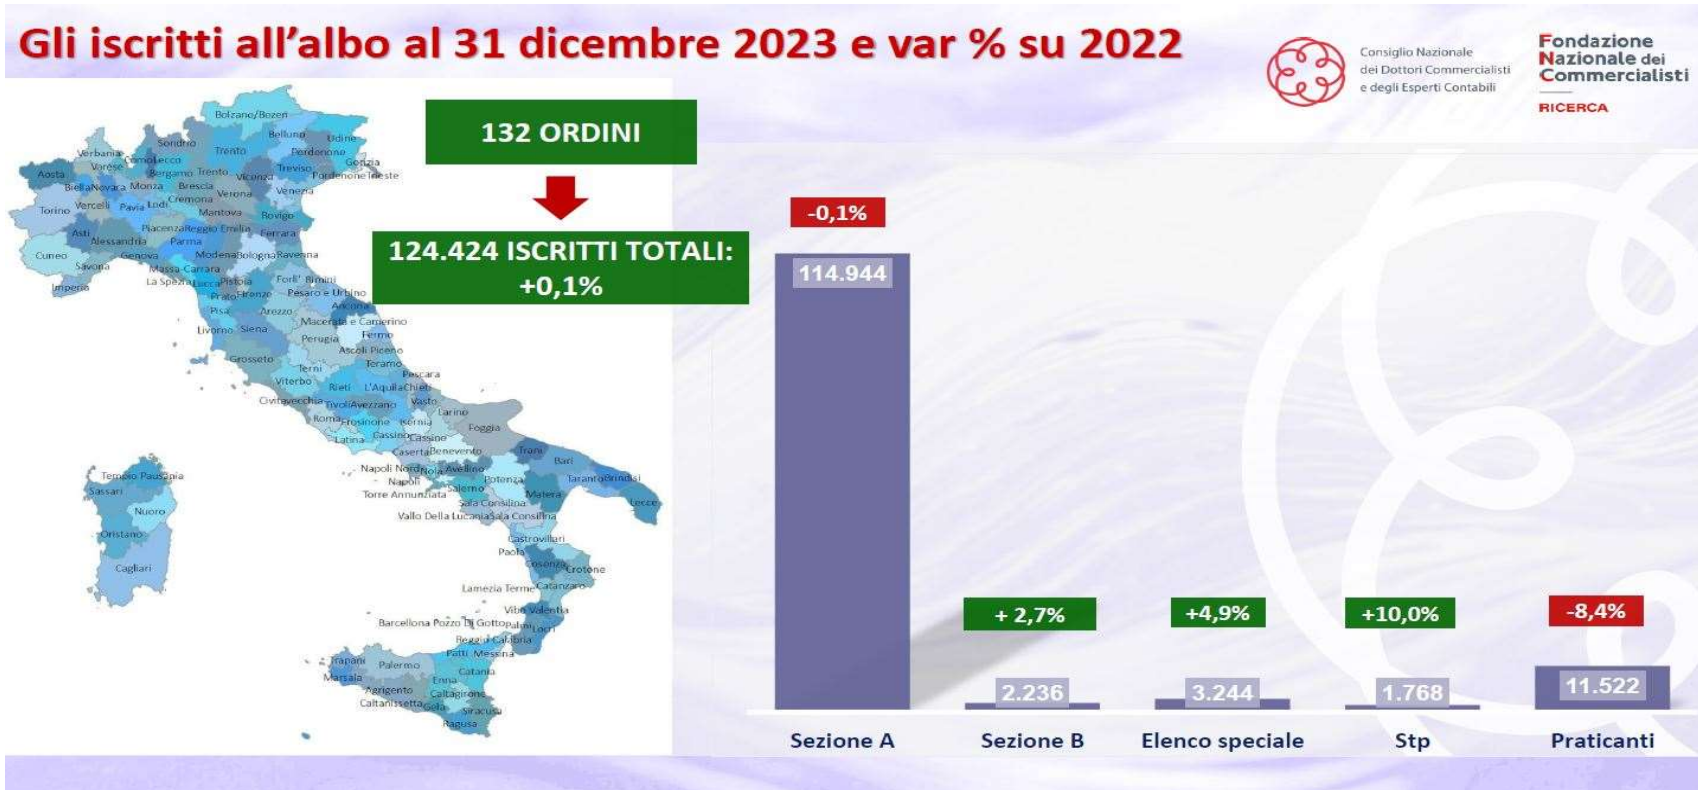 Gli iscritti all'albo al 31 dicembre 2023 e var % su 2022
Consiglio Nazionale
dei Dottori Commercialisti
e degli Esperti Contabili
Fondazione
Nazionale dei
Commercialisti
RICERCA
132 ORDINI
124.424 ISCRITTI TOTALI:
+0,1%
Bolzano/Bozen
Belluno
Udine
Sondrio
Trento
Pordenone
Gorizia
Verbania
Varese
Como
Lecco
Bergamo
Trento
Vicenza
Treviso
Pordenone
Trieste
Aosta
Biella
Novara
Monza
Brescia
Verona
Venezia
Torino
Vercelli
Pavia
Lodi
Cremona
Mantova
Rovigo
Asti
Piacenza
Reggio Emilia
Ferrara
Alessandria
Parma
Cuneo
Genova
Modena
Bologna
Ravenna
Savona
Massa-Carrara
Imperia
La Spezia
Lucca
Pistoia
Forli'
Rimini
Prato
Firenze
Pesaro e Urbino
Ancona
Pisa
Arezzo
Macerata e Camerino
Livorno
Siena
Fermo
Perugia
Ascoli Piceno
Grosseto
Teramo
Terni
Pescara
Viterbo
Rieti
L'Aquila
Chieti
Civitavecchia
Tivoli
Avezzano
Vasto
Larino
Roma
Frosinone
Isernia
Foggia
Latina
Cassino
Cassino
Caserta
Benevento
Trani
Bari
Napoli Nord
Nola
Avellino
Napoli
Potenza
Taranto
Brindisi
Torre Annunziata
Salerno
Matera
Sala Consilina
Lecce
Vallo Della Lucania
Sala Consilina
Tempio Pausania
Sassari
Nuoro
Oristano
Cagliari
Castrovillari
Paola
Cosenza
Crotone
Lamezia Terme
Catanzaro
Vibo Valentia
Barcellona Pozzo Di Gotto
Palmi
Locri
Reggio Calabria
Patti
Messina
Trapani
Palermo
Marsala
Catania
Enna
Agrigento
Caltagirone
Caltanissetta
Gela
Siracusa
Ragusa
-0,1%
114.944
+ 2,7%
+4,9%
+10,0%
-8,4%
2.236
3.244
1.768
11.522
Sezione A
Sezione B
Elenco speciale
Stp
Praticanti